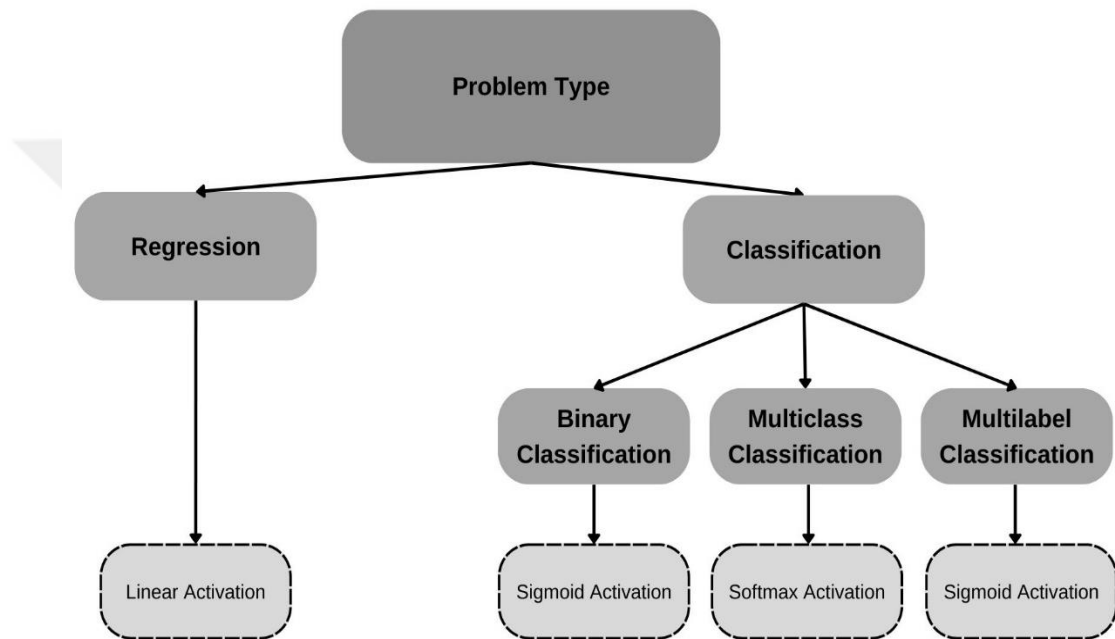 Problem Type
Regression
Classification
Binary
Classification
Multiclass
Classification
Multilabel
Classification
Linear Activation
Sigmoid Activation
Softmax Activation
Sigmoid Activation